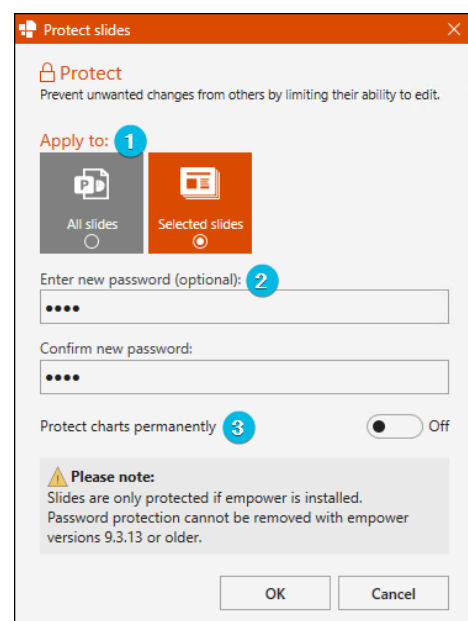 Protect slides
Protect
Prevent unwanted changes from others by limiting their ability to edit.
Apply to: 1
All slides
Selected slides
Enter new password (optional): 2
••••
Confirm new password:
••••
Protect charts permanently 3 Off
Please note:
Slides are only protected if empower is installed.
Password protection cannot be removed with empower
versions 9.3.13 or older.
OK Cancel